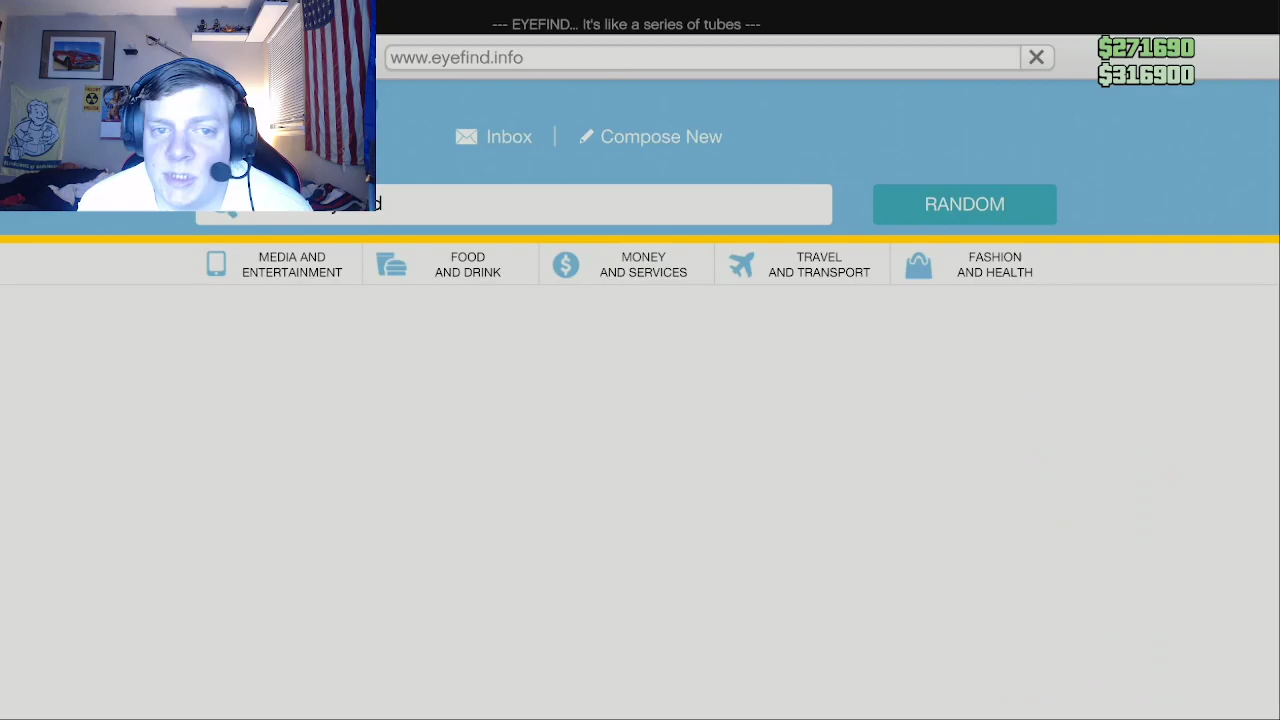 --- EYEFIND... It's like a series of tubes ---
www.eyefind.info
$271690
$316900
Inbox
Compose New
RANDOM
MEDIA AND
ENTERTAINMENT
FOOD
AND DRINK
MONEY
AND SERVICES
TRAVEL
AND TRANSPORT
FASHION
AND HEALTH